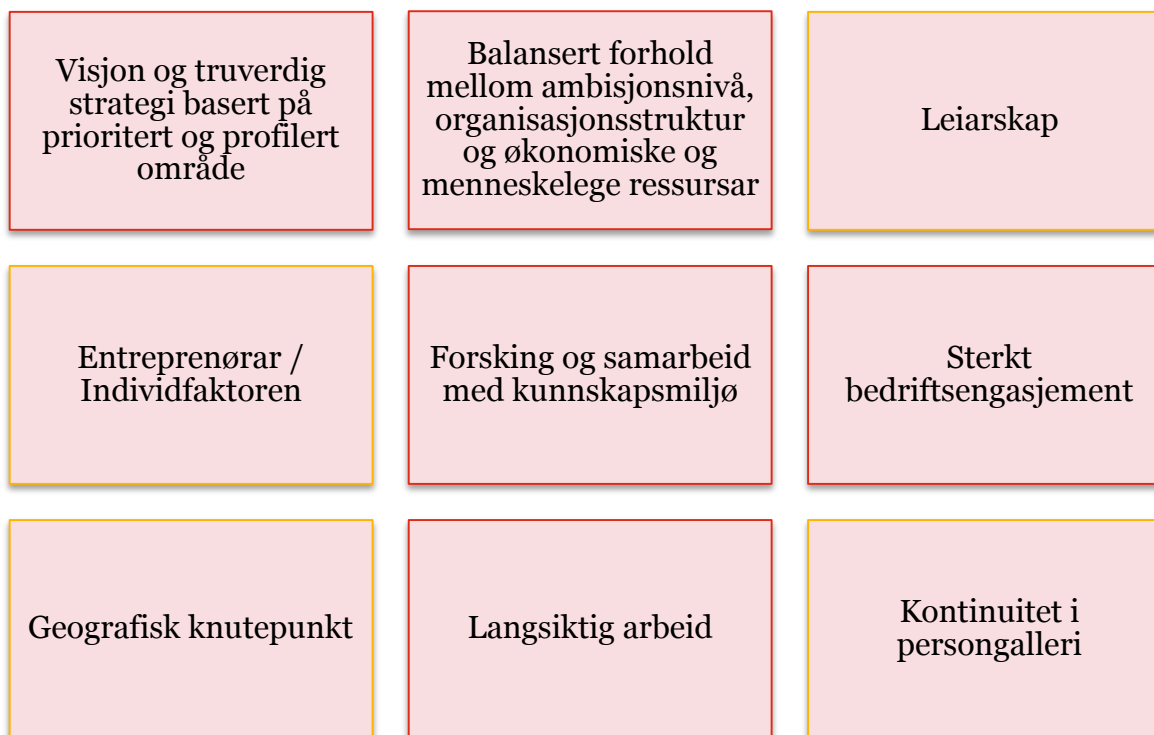 Visjon og truverdig
strategi basert på
prioritert og profilert
område
Balansert forhold
mellom ambisjonsnivå,
organisasjonsstruktur
og økonomiske og
menneskelege ressursar
Leiarskap
Entreprenørar /
Individfaktoren
Forsking og samarbeid
med kunnskapsmiljø
Sterkt
bedriftsengasjement
Geografisk knutepunkt
Langsiktig arbeid
Kontinuitet i
persongalleri